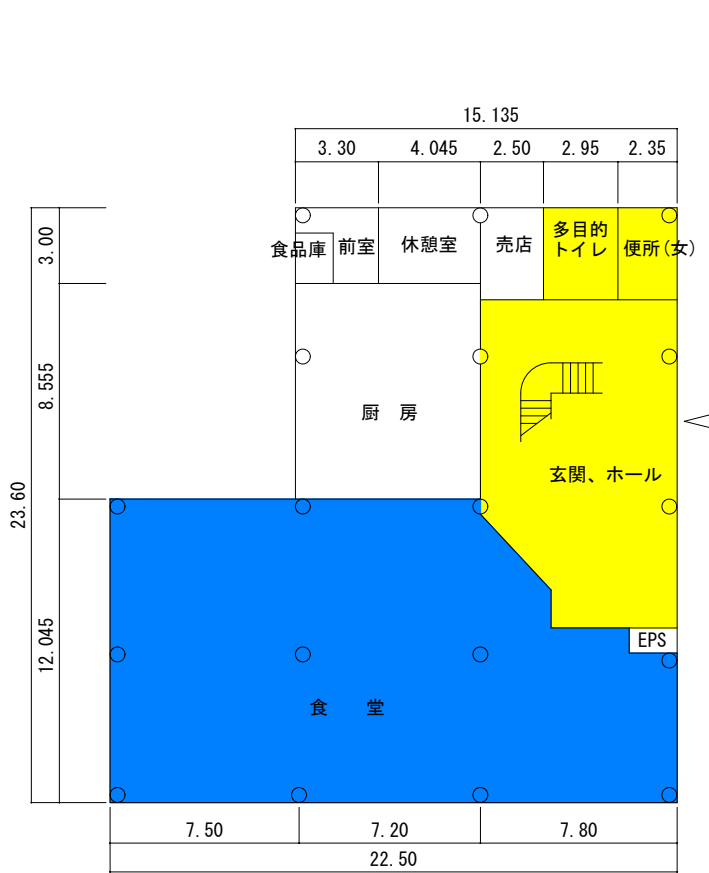 15.135
3.30
4.045
2.50
2.95
2.35
3.00
食品庫
前室
休憩室
売店
多目的
トイレ
便所(女)
8.555
厨 房
玄関、ホール
23.60
12.045
EPS
食 堂
7.50
7.20
7.80
22.50